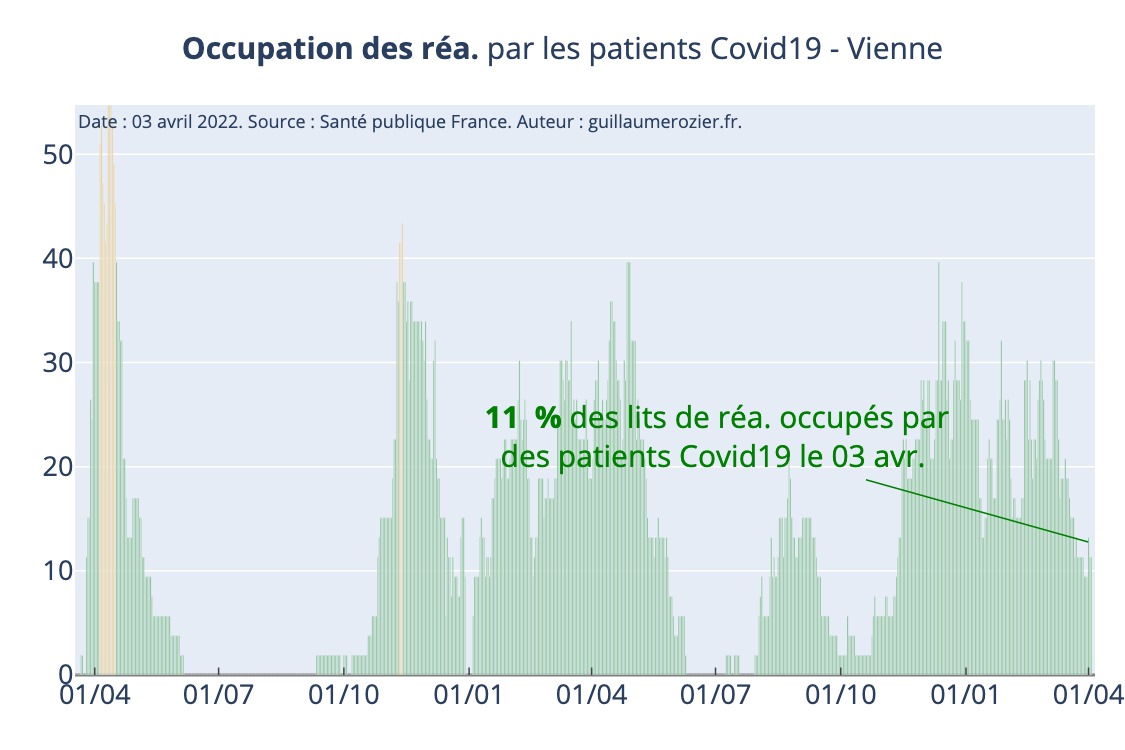 Occupation des réa. par les patients Covid19 - Vienne
Date : 03 avril 2022. Source : Santé publique France. Auteur : guillaumerozier.fr.
50
40
30
20
10
0
11 % des lits de réa. occupés par
des patients Covid19 le 03 avr.
01/04 01/07 01/10 01/01 01/04 01/07 01/10 01/01 01/04